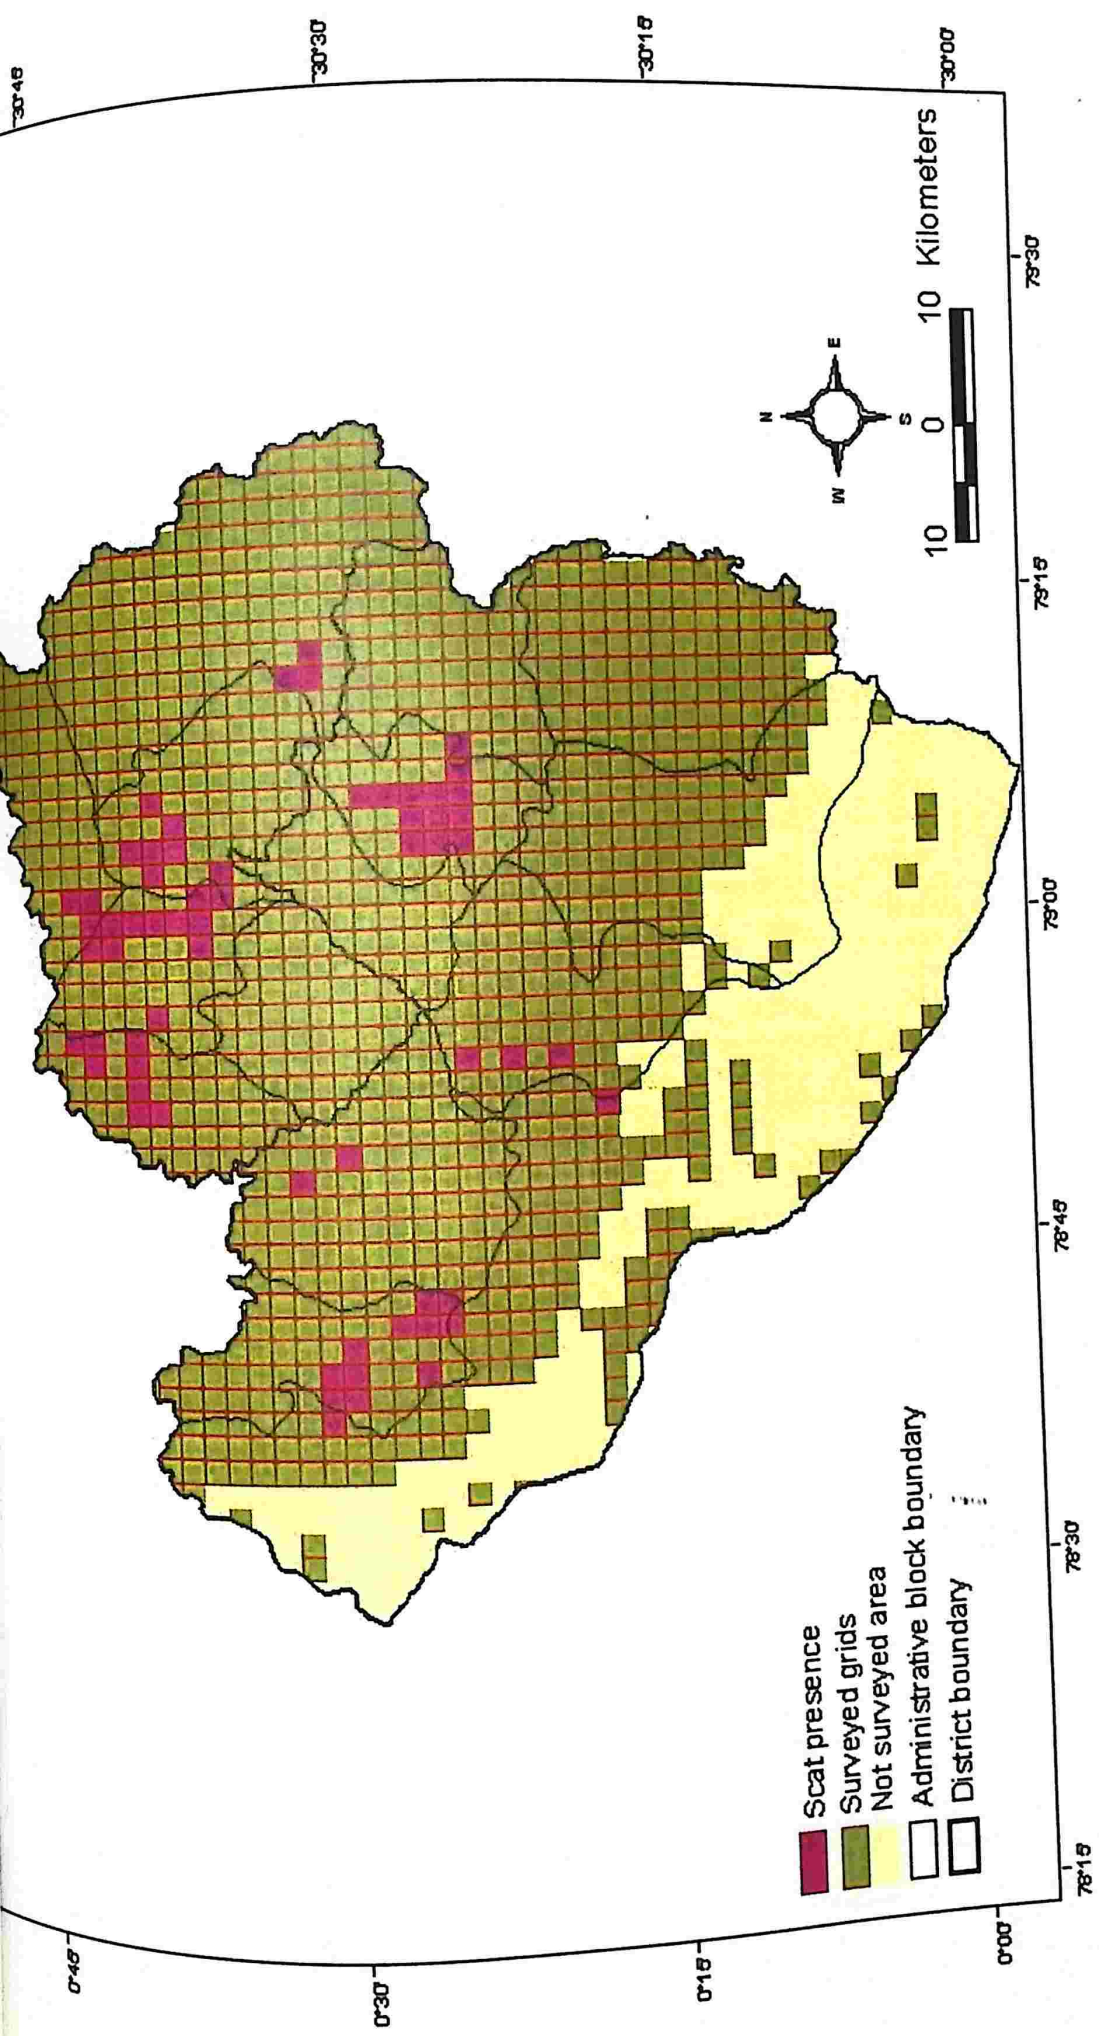 30°45'
30°30'
30°15'
30°00'
0°45'
0°30'
0°15'
0°00'
Scat presence
Surveyed grids
Not surveyed area
Administrative block boundary
District boundary
N
W
E
S
10 0 10 Kilometers
78°15'
78°30'
78°45'
79°00'
79°15'
79°30'